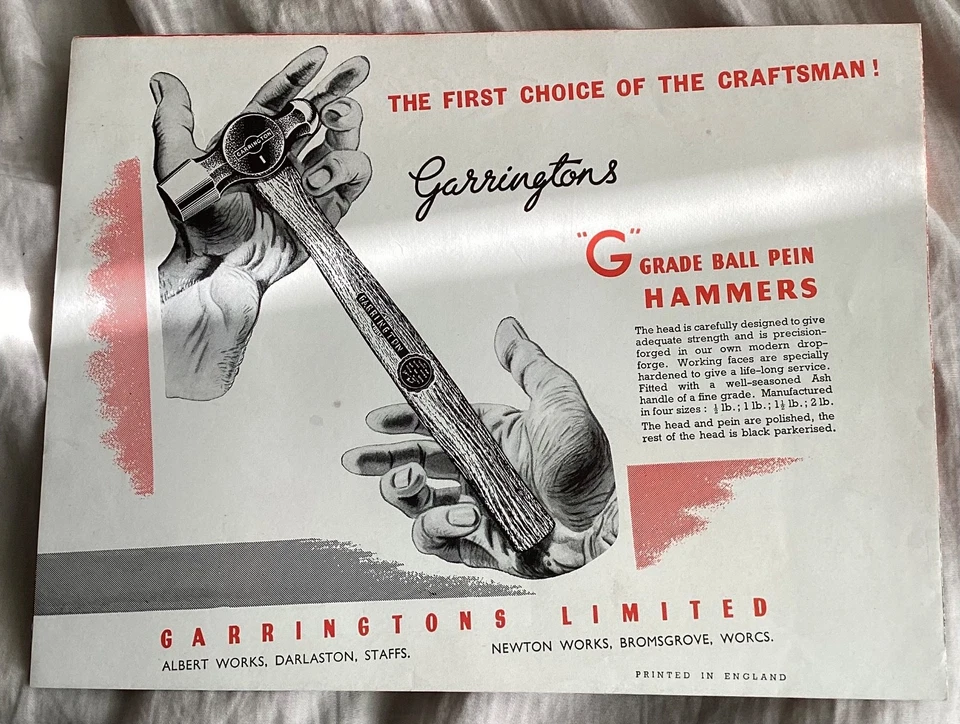 THE FIRST CHOICE OF THE CRAFTSMAN!
GARRINGTON
1
Garringtons
"G" GRADE BALL PEIN
HAMMERS
GARRINGTON
The head is carefully designed to give
adequate strength and is precision-
forged in our own modern drop-
forge. Working faces are specially
hardened to give a life-long service.
Fitted with a well-seasoned Ash
handle of a fine grade. Manufactured
in four sizes: ½ lb.; 1 lb.; 1½ lb.; 2 lb.
The head and pein are polished, the
rest of the head is black parkerised.
GARRINGTONS LIMITED
ALBERT WORKS, DARLASTON, STAFFS.
NEWTON WORKS, BROMSGROVE, WORCS.
PRINTED IN ENGLAND